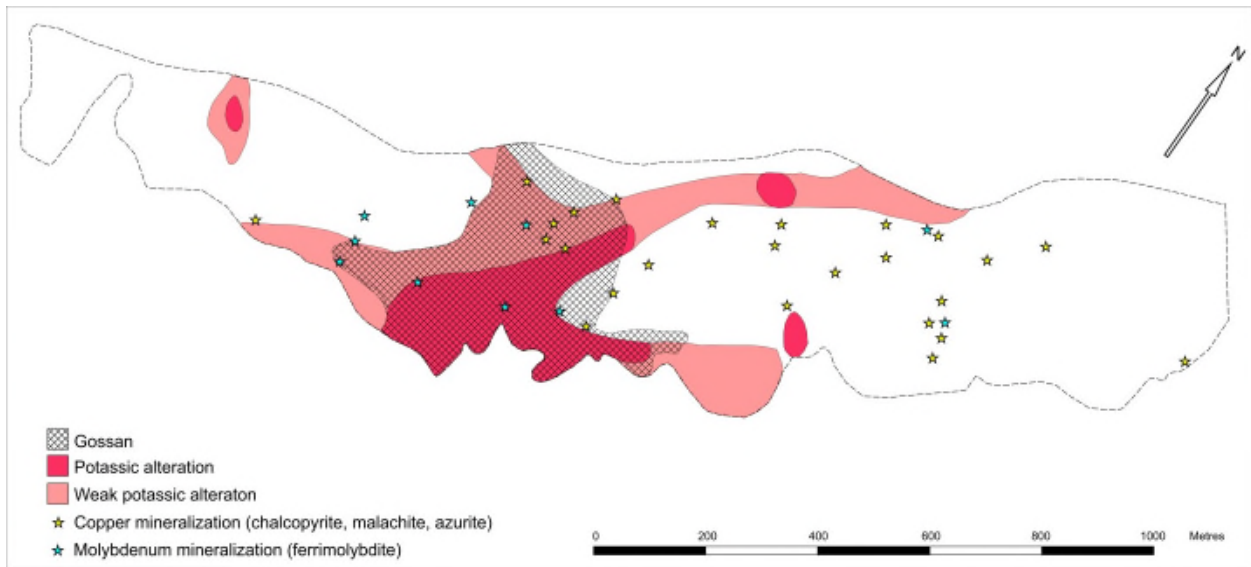 N
Gossan
Potassic alteration
Weak potassic alteraton
Copper mineralization (chalcopyrite, malachite, azurite)
Molybdenum mineralization (ferrimolybdite)
0 200 400 600 800 1000 Metres